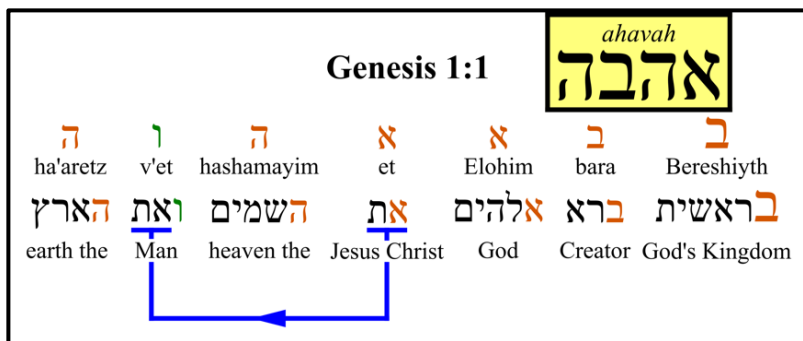 ahavah
אהבה
Genesis 1:1
ה ו ה א א ב ב
ha'aretz v'et hashamayim et Elohim bara Bereshiyth
בראשית ברא אלהים את השמים ואת הארץ
earth the Man heaven the Jesus Christ God Creator God's Kingdom